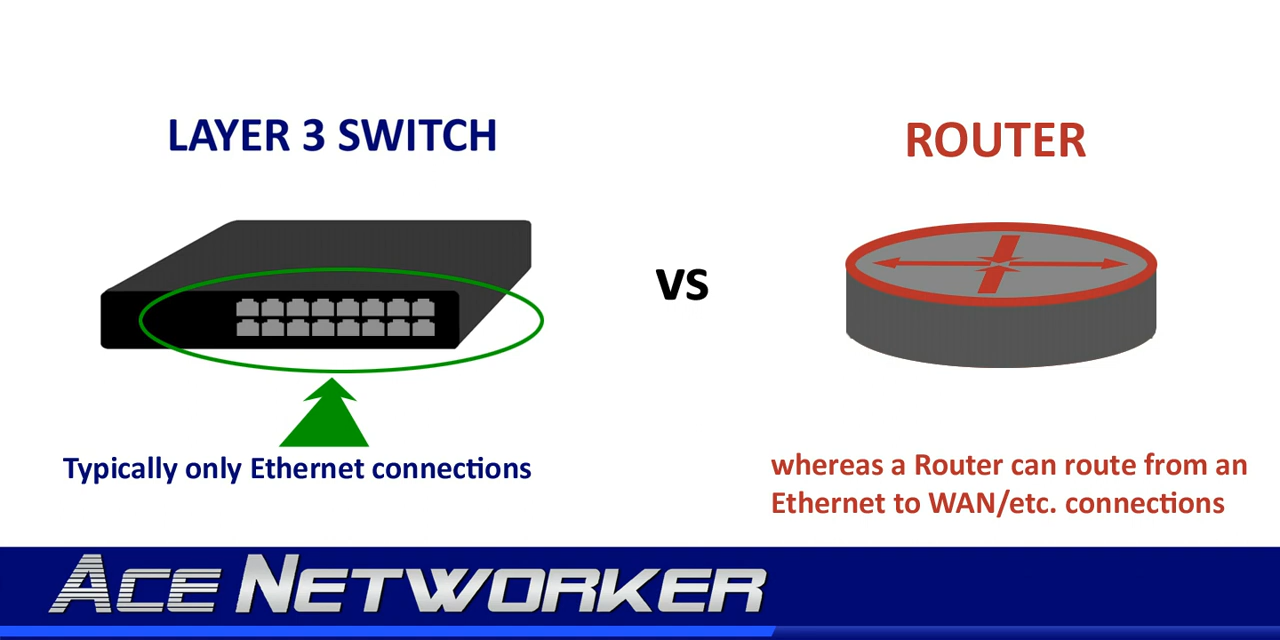 LAYER 3 SWITCH
ROUTER
VS
Typically only Ethernet connections
whereas a Router can route from an
Ethernet to WAN/etc. connections
ACE NETWORKER